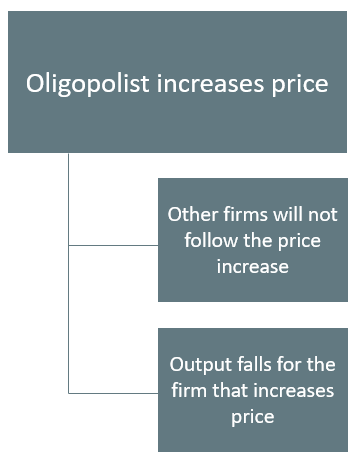 Oligopolist increases price
Other firms will not
follow the price
increase
Output falls for the
firm that increases
price